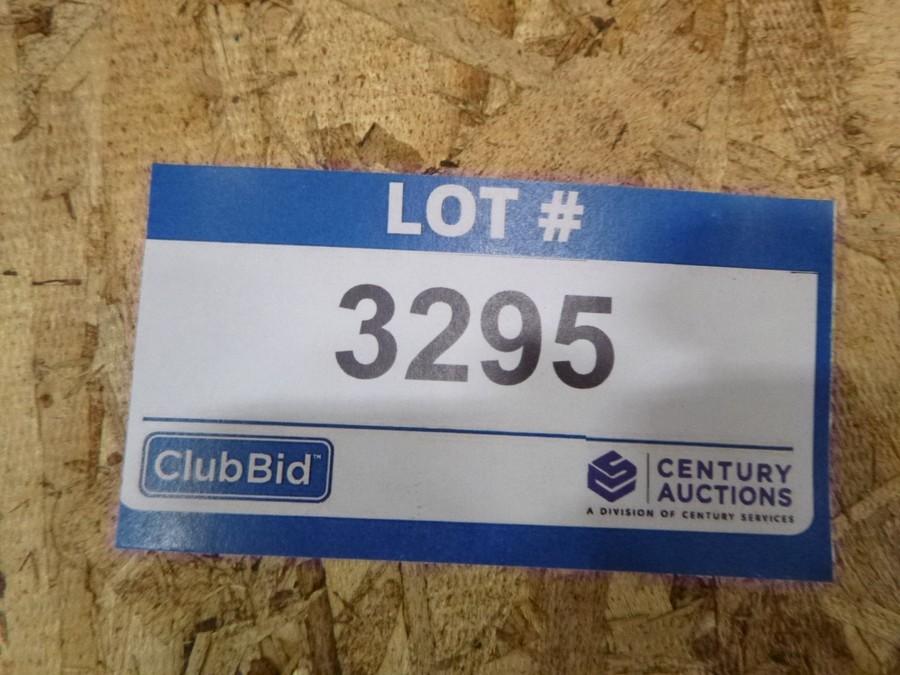 LOT #
3295
ClubBid™
CENTURY
AUCTIONS
A DIVISION OF CENTURY SERVICES